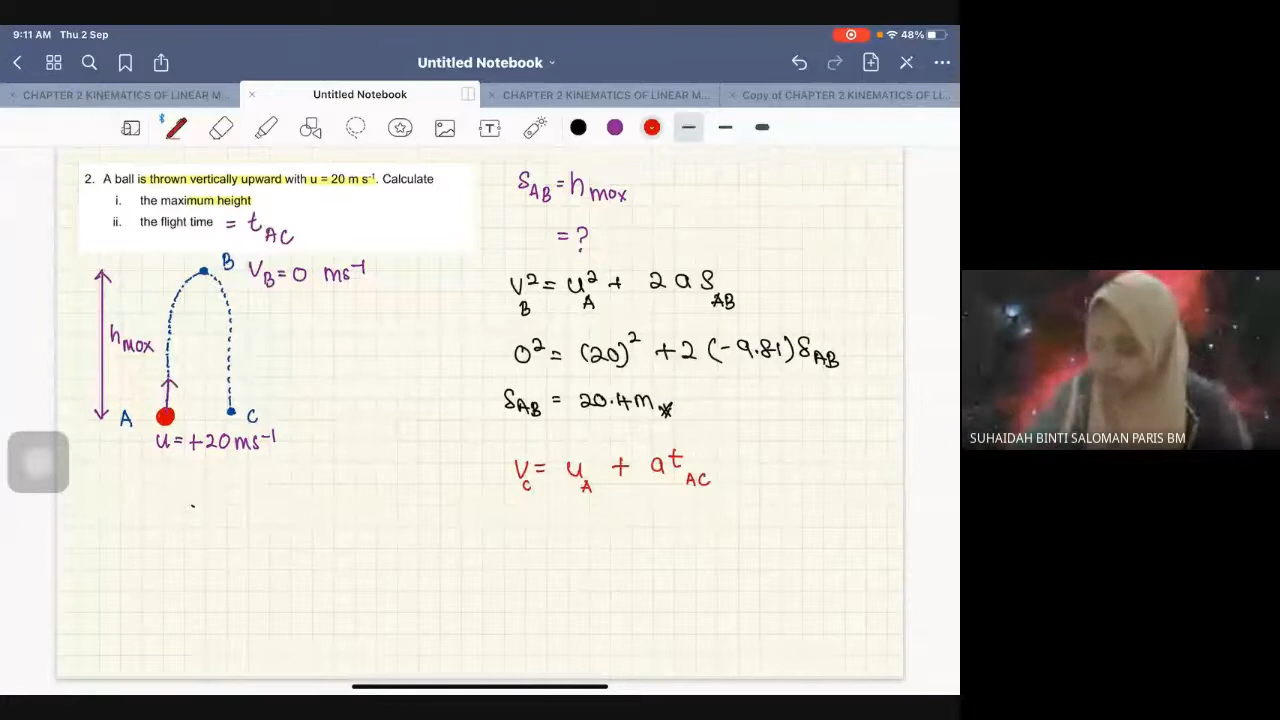 9:11 AM Thu 2 Sep
48%
Untitled Notebook
CHAPTER 2 KINEMATICS OF LINEAR M...
Untitled Notebook
CHAPTER 2 KINEMATICS OF LINEAR M...
Copy of CHAPTER 2 KINEMATICS OF LI...
2. A ball is thrown vertically upward with u = 20 m s⁻¹. Calculate
i. the maximum height
ii. the flight time = t_AC
B V_B = 0 ms⁻¹
h_max
A C
u = +20 ms⁻¹
S_AB = h_max
= ?
V_B² = u_A² + 2 a S_AB
0² = (20)² + 2 (-9.81) S_AB
S_AB = 20.4m *
V_C = u_A + a t_AC
SUHAIDAH BINTI SALOMAN PARIS BM